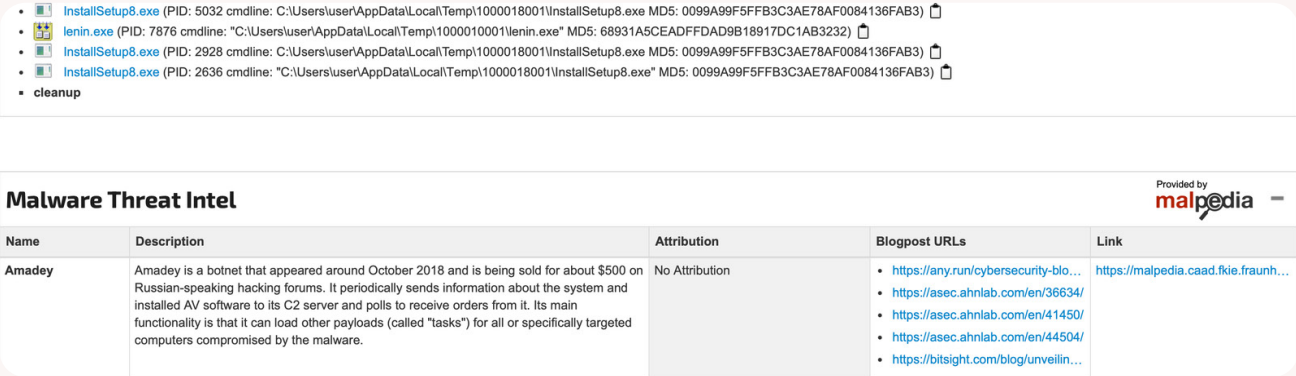 InstallSetup8.exe (PID: 5032 cmdline: C:\Users\user\AppData\Local\Temp\1000018001\InstallSetup8.exe MD5: 0099A99F5FFB3C3AE78AF0084136FAB3)
lenin.exe (PID: 7876 cmdline: "C:\Users\user\AppData\Local\Temp\1000010001\lenin.exe" MD5: 68931A5CEADFFDAD9B18917DC1AB3232)
InstallSetup8.exe (PID: 2928 cmdline: C:\Users\user\AppData\Local\Temp\1000018001\InstallSetup8.exe MD5: 0099A99F5FFB3C3AE78AF0084136FAB3)
InstallSetup8.exe (PID: 2636 cmdline: "C:\Users\user\AppData\Local\Temp\1000018001\InstallSetup8.exe" MD5: 0099A99F5FFB3C3AE78AF0084136FAB3)
cleanup
Malware Threat Intel
Provided by
malpedia
Name Description Attribution Blogpost URLs Link
Amadey
Amadey is a botnet that appeared around October 2018 and is being sold for about $500 on
Russian-speaking hacking forums. It periodically sends information about the system and
installed AV software to its C2 server and polls to receive orders from it. Its main
functionality is that it can load other payloads (called "tasks") for all or specifically targeted
computers compromised by the malware.
No Attribution
https://any.run/cybersecurity-blo...
https://asec.ahnlab.com/en/36634/
https://asec.ahnlab.com/en/41450/
https://asec.ahnlab.com/en/44504/
https://bitsight.com/blog/unveilin...
https://malpedia.caad.fkie.fraunh...